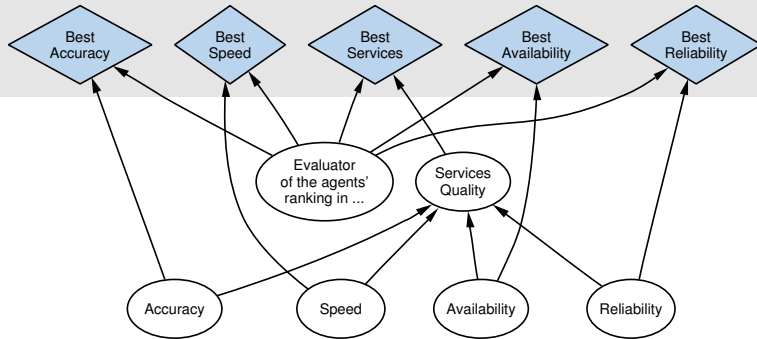 Best
Accuracy
Best
Speed
Best
Services
Best
Availability
Best
Reliability
Evaluator
of the agents'
ranking in ...
Services
Quality
Accuracy
Speed
Availability
Reliability